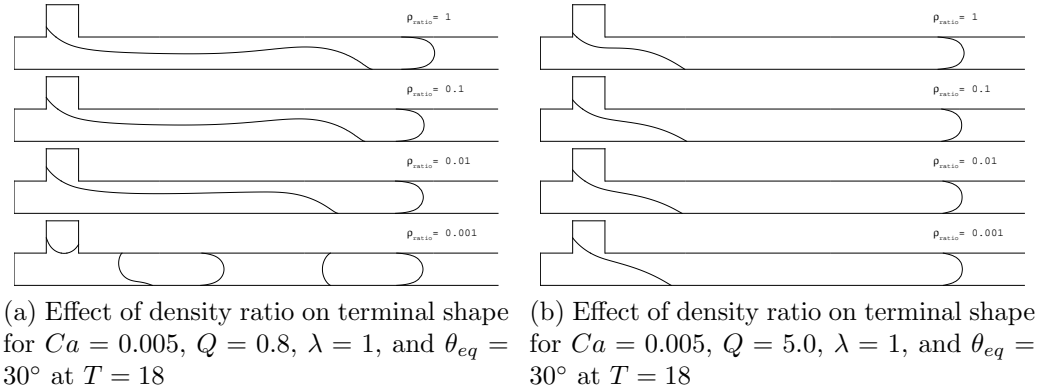 ρratio= 1
ρratio= 0.1
ρratio= 0.01
ρratio= 0.001
(a) Effect of density ratio on terminal shape
for Ca = 0.005, Q = 0.8, λ = 1, and θeq =
30° at T = 18
ρratio= 1
ρratio= 0.1
ρratio= 0.01
ρratio= 0.001
(b) Effect of density ratio on terminal shape
for Ca = 0.005, Q = 5.0, λ = 1, and θeq =
30° at T = 18